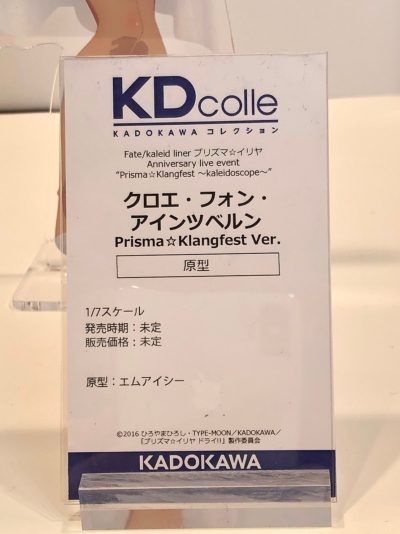 KDcolle
KADOKAWA コレクション
Fate/kaleid liner プリズマ☆イリヤ
Anniversary live event
"Prisma☆Klangfest ～kaleidoscope～"
クロエ・フォン・
アインツベルン
Prisma☆Klangfest Ver.
原型
1/7スケール
発売時期：未定
販売価格：未定
原型：エムアイシー
©2016 ひろやまひろし・TYPE-MOON／KADOKAWA／
「プリズマ☆イリヤ ドライ!!」製作委員会
KADOKAWA